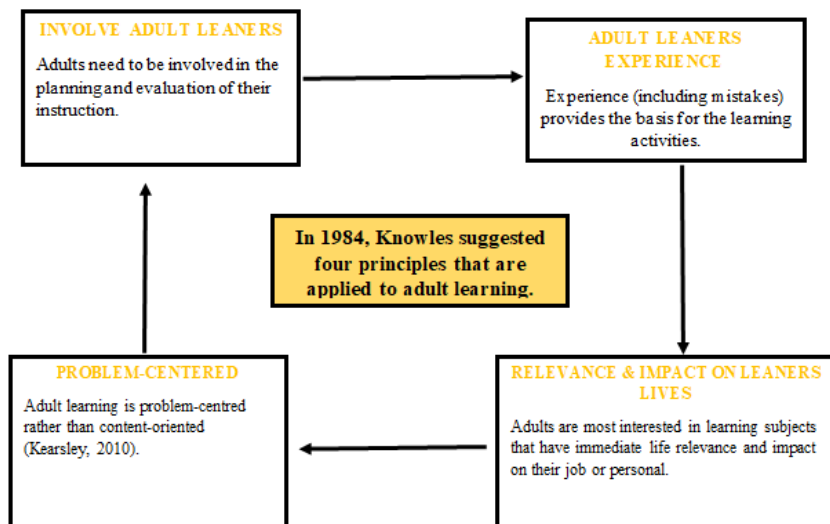 INVOLVE ADULT LEANERS
Adults need to be involved in the
planning and evaluation of their
instruction.
ADULT LEANERS
EXPERIENCE
Experience (including mistakes)
provides the basis for the learning
activities.
In 1984, Knowles suggested
four principles that are
applied to adult learning.
PROBLEM-CENTERED
Adult learning is problem-centred
rather than content-oriented
(Kearsley, 2010).
RELEVANCE & IMPACT ON LEANERS
LIVES
Adults are most interested in learning subjects
that have immediate life relevance and impact
on their job or personal.